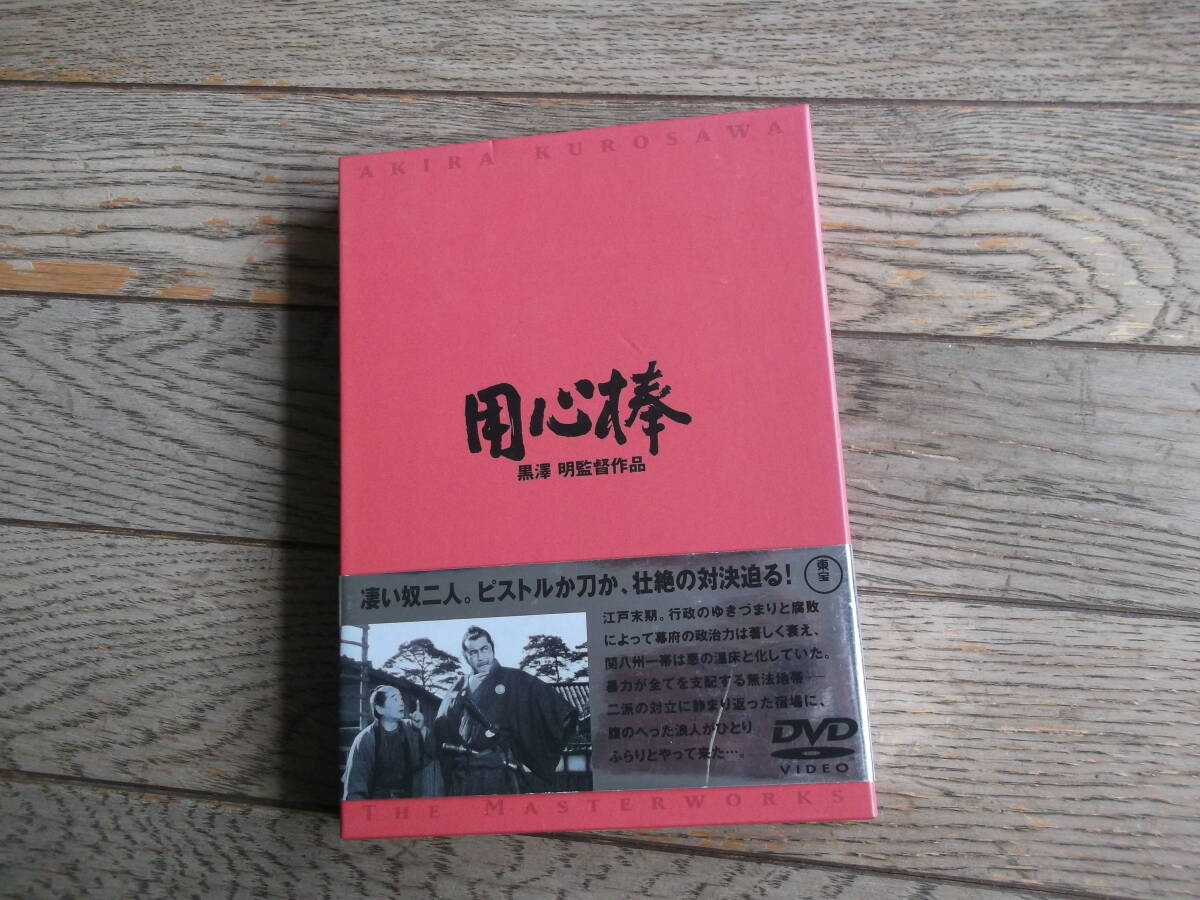 AKIRA KUROSAWA
用心棒
黒澤 明監督作品
凄い奴二人。ピストルか刀か、壮絶の対決迫る!
東宝
江戸末期。行政のゆきづまりと腐敗
によって幕府の政治力は著しく衰え、
関八州一帯は悪の温床と化していた。
暴力が全てを支配する無法地帯——
二派の対立に静まり返った宿場に、
腹のへった浪人がひとり
ふらりとやって来た…。
DVD
VIDEO
THE MASTERWORKS